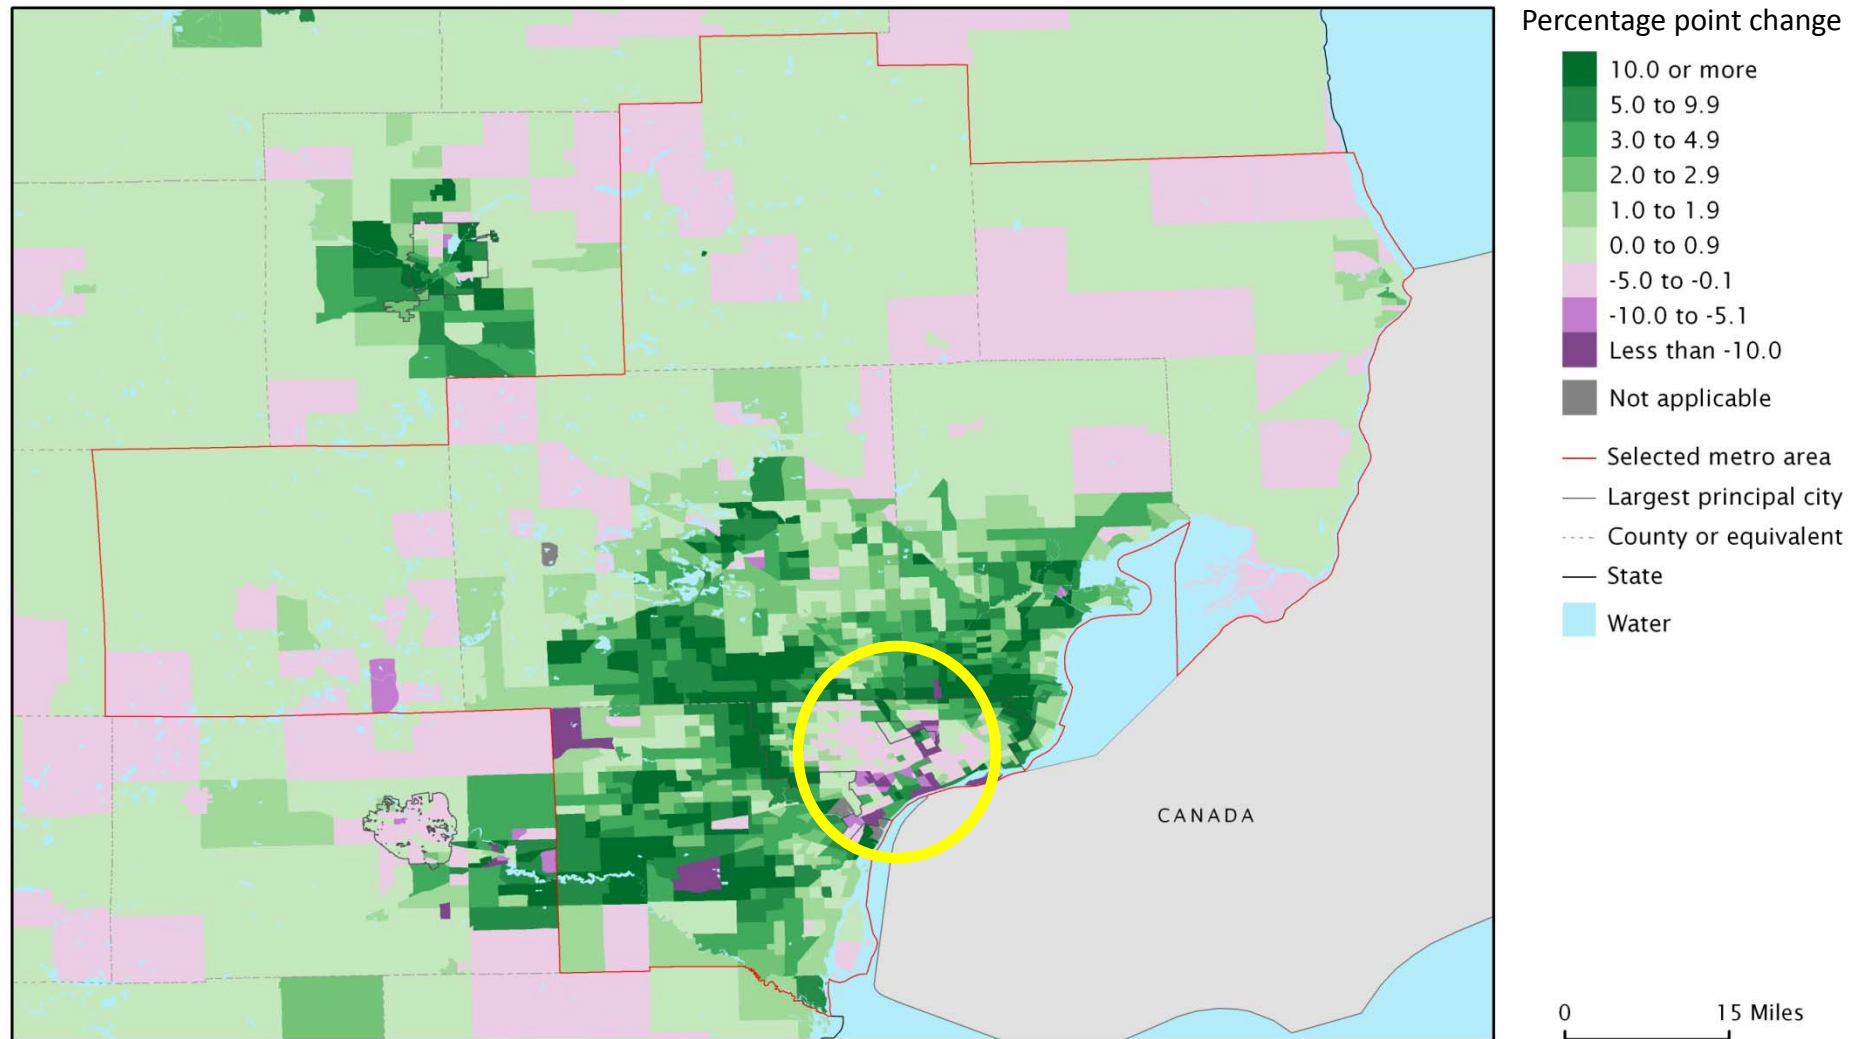 Percentage point change
10.0 or more
5.0 to 9.9
3.0 to 4.9
2.0 to 2.9
1.0 to 1.9
0.0 to 0.9
-5.0 to -0.1
-10.0 to -5.1
Less than -10.0
Not applicable
Selected metro area
Largest principal city
County or equivalent
State
Water
CANADA
0 15 Miles